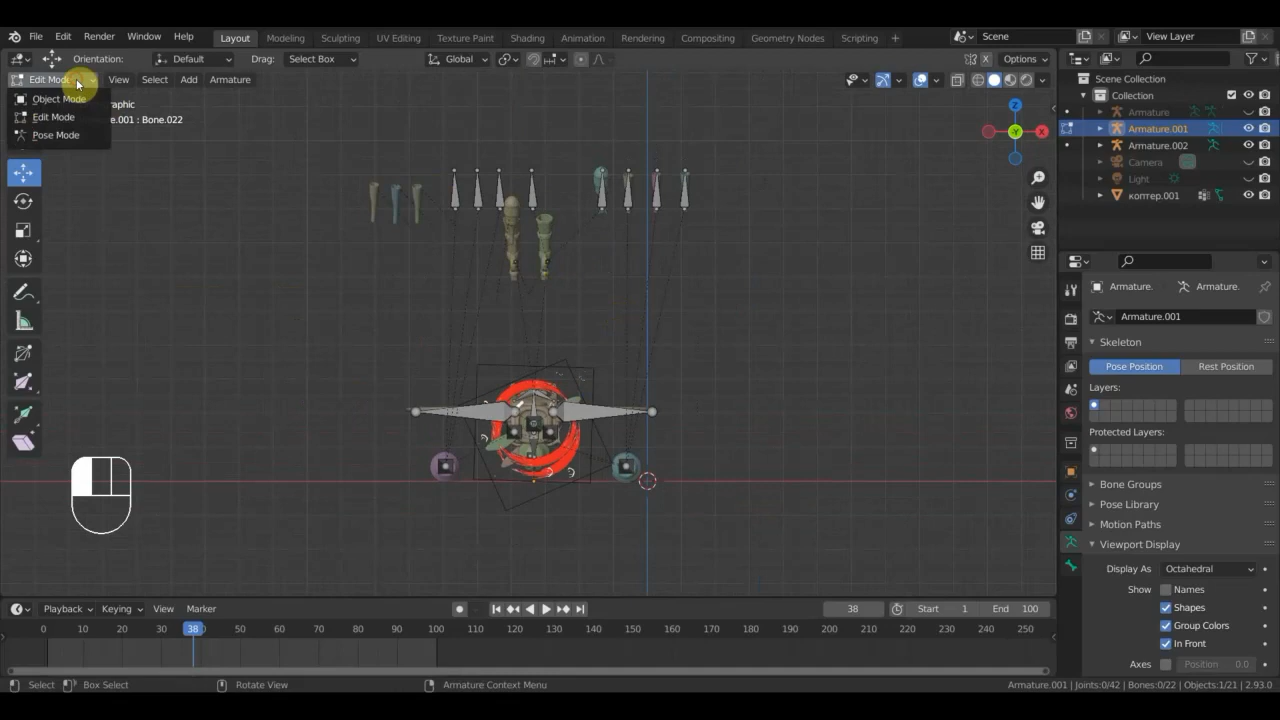 File Edit Render Window Help Layout Modeling Sculpting UV Editing Texture Paint Shading Animation Rendering Compositing Geometry Nodes Scripting + Scene View Layer
Orientation: Default Drag: Select Box Global Options
Edit Mode View Select Add Armature
Scene Collection
Object Mode
Collection
Edit Mode
.001 : Bone.022
Armature
Pose Mode
Armature.001
Armature.002
Camera
Light
коптер.001
Armature. Armature.
Armature.001
Skeleton
Pose Position Rest Position
Layers:
Protected Layers:
Bone Groups
Pose Library
Motion Paths
Viewport Display
Display As Octahedral
Show Names
Shapes
Group Colors
In Front
Axes Position 0.0
Playback Keying View Marker 38 Start 1 End 100
0 10 20 30 38 50 60 70 80 90 100 110 120 130 140 150 160 170 180 190 200 210 220 230 240 250
Select Box Select Rotate View Armature Context Menu Armature.001 | Joints:0/42 | Bones:0/22 | Objects:1/21 | 2.93.0